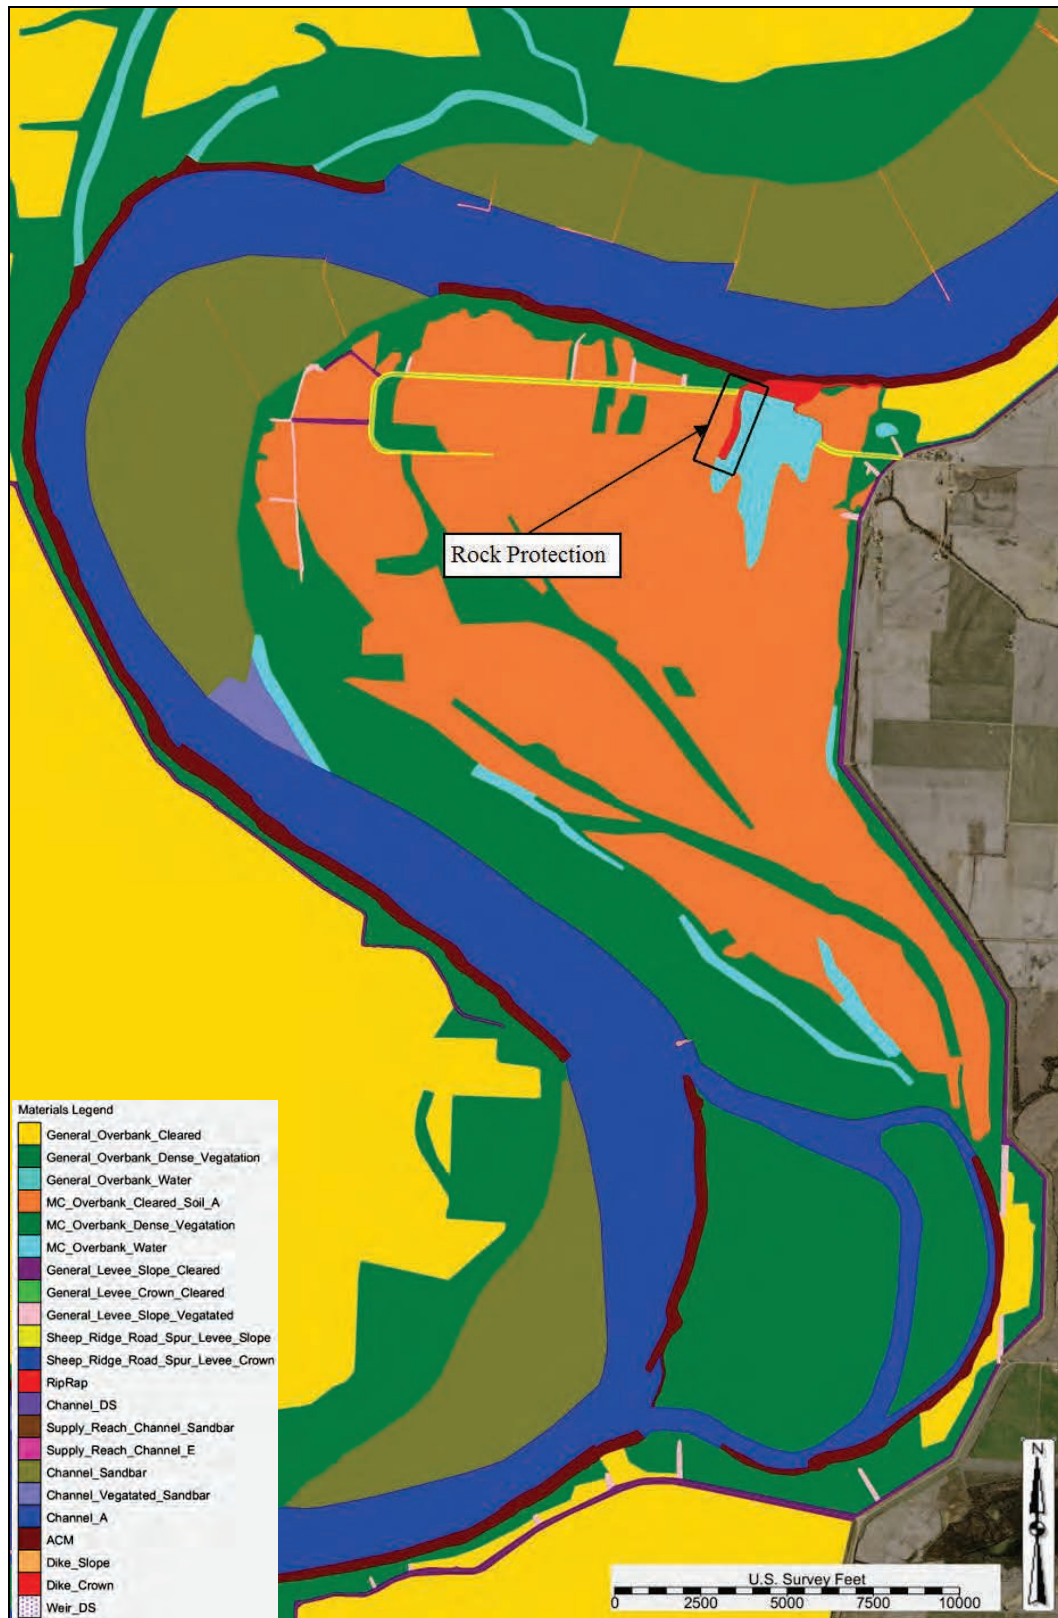 Rock Protection
Materials Legend
General_Overbank_Cleared
General_Overbank_Dense_Vegatation
General_Overbank_Water
MC_Overbank_Cleared_Soil_A
MC_Overbank_Dense_Vegatation
MC_Overbank_Water
General_Levee_Slope_Cleared
General_Levee_Crown_Cleared
General_Levee_Slope_Vegatated
Sheep_Ridge_Road_Spur_Levee_Slope
Sheep_Ridge_Road_Spur_Levee_Crown
RipRap
Channel_DS
Supply_Reach_Channel_Sandbar
Supply_Reach_Channel_E
Channel_Sandbar
Channel_Vegatated_Sandbar
Channel_A
ACM
Dike_Slope
Dike_Crown
Weir_DS
N
U.S. Survey Feet
0 2500 5000 7500 10000